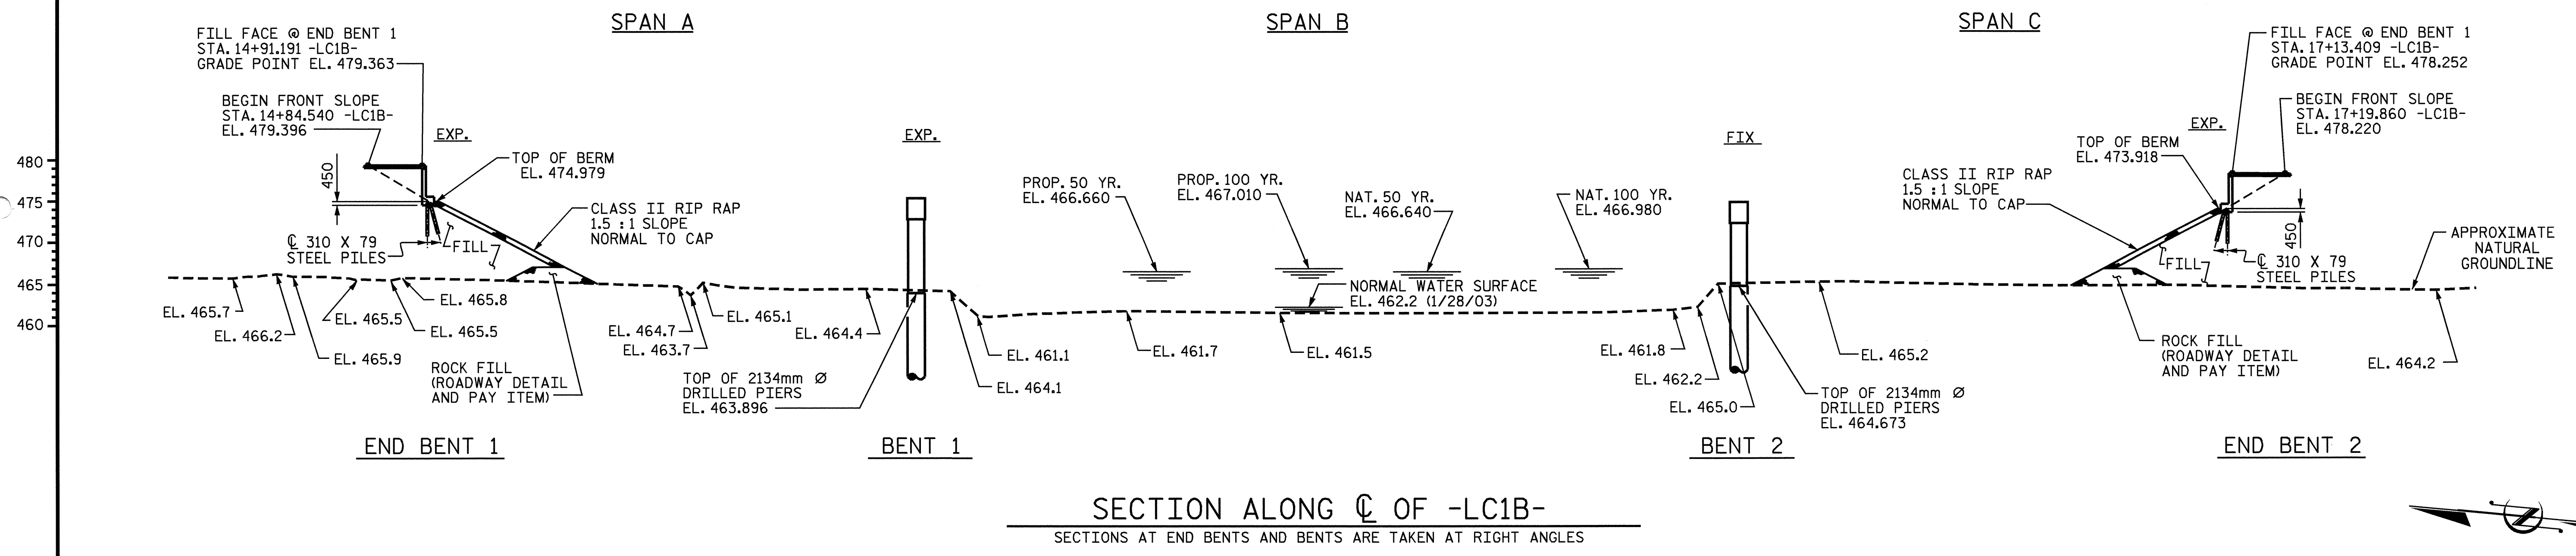 SPAN A
SPAN B
SPAN C
FILL FACE @ END BENT 1
STA. 14+91.191 -LC1B-
GRADE POINT EL. 479.363
BEGIN FRONT SLOPE
STA. 14+84.540 -LC1B-
EL. 479.396
EXP.
EXP.
FIX
EXP.
FILL FACE @ END BENT 1
STA. 17+13.409 -LC1B-
GRADE POINT EL. 478.252
BEGIN FRONT SLOPE
STA. 17+19.860 -LC1B-
EL. 478.220
480
475
470
465
460
450
TOP OF BERM
EL. 474.979
CLASS II RIP RAP
1.5 : 1 SLOPE
NORMAL TO CAP
℄ 310 X 79
STEEL PILES
FILL
PROP. 50 YR.
EL. 466.660
PROP. 100 YR.
EL. 467.010
NAT. 50 YR.
EL. 466.640
NAT. 100 YR.
EL. 466.980
NORMAL WATER SURFACE
EL. 462.2 (1/28/03)
TOP OF BERM
EL. 473.918
CLASS II RIP RAP
1.5 : 1 SLOPE
NORMAL TO CAP
450
FILL
℄ 310 X 79
STEEL PILES
APPROXIMATE
NATURAL
GROUNDLINE
EL. 465.7
EL. 466.2
EL. 465.9
EL. 465.5
EL. 465.5
EL. 465.8
ROCK FILL
(ROADWAY DETAIL
AND PAY ITEM)
EL. 464.7
EL. 463.7
EL. 465.1
EL. 464.4
TOP OF 2134mm Ø
DRILLED PIERS
EL. 463.896
EL. 461.1
EL. 464.1
EL. 461.7
EL. 461.5
EL. 461.8
EL. 462.2
EL. 465.0
EL. 465.2
TOP OF 2134mm Ø
DRILLED PIERS
EL. 464.673
ROCK FILL
(ROADWAY DETAIL
AND PAY ITEM)
EL. 464.2
END BENT 1
BENT 1
BENT 2
END BENT 2
SECTION ALONG ℄ OF -LC1B-
SECTIONS AT END BENTS AND BENTS ARE TAKEN AT RIGHT ANGLES